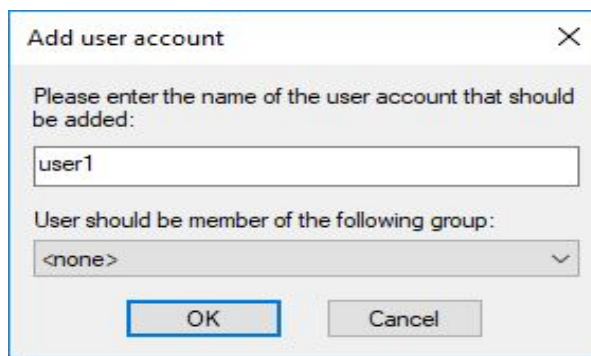 Add user account
Please enter the name of the user account that should
be added:
user1
User should be member of the following group:
<none>
OK
Cancel